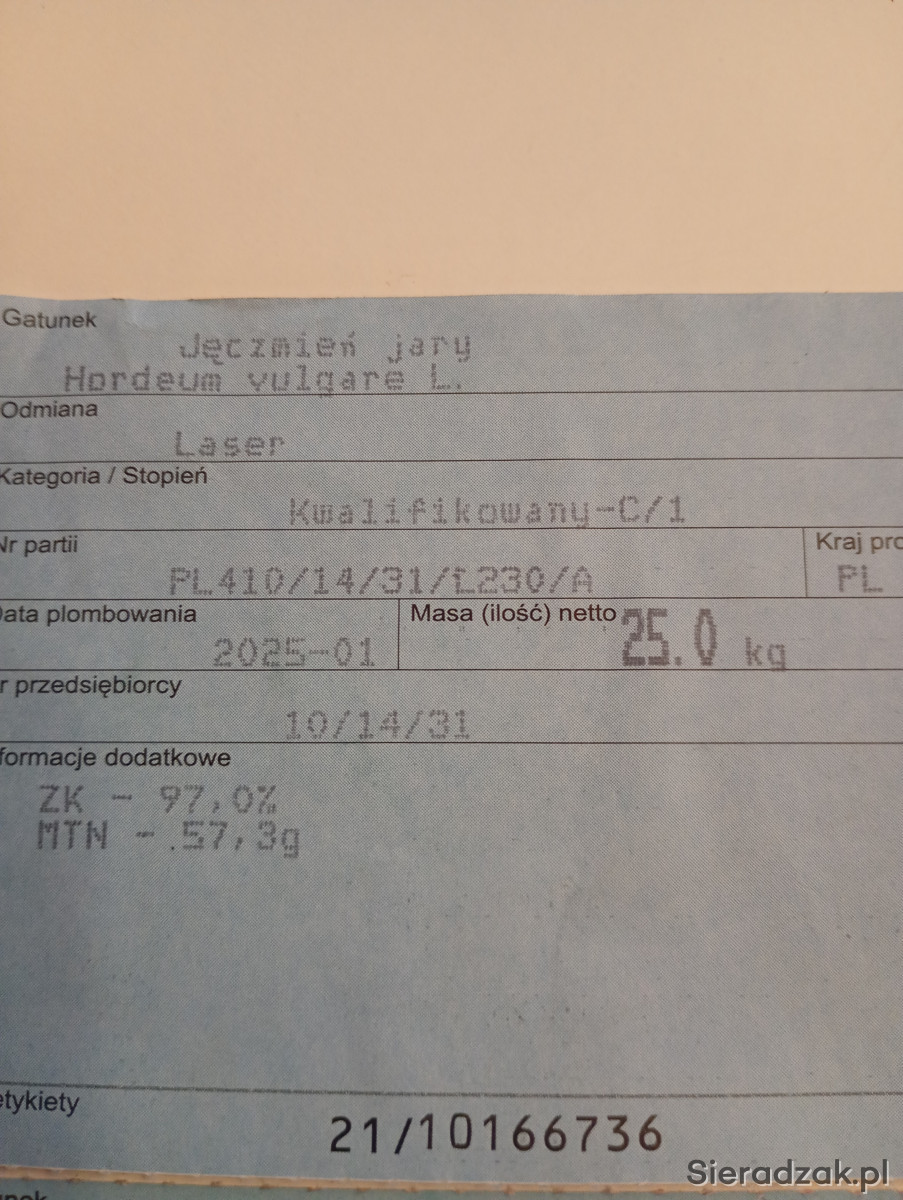 Gatunek
Jęczmień jary
Hordeum vulgare L.
Odmiana
Laser
Kategoria / Stopień
Kwalifikowany-C/1
Nr partii
Kraj pro
PL410/14/31/L230/A
PL
Data plombowania
Masa (ilość) netto 25.0 kg
2025-01
r przedsiębiorcy
10/14/31
formacje dodatkowe
ZK - 97,0%
MTN - 57,3g
etykiety
21/10166736
Sieradzak.pl